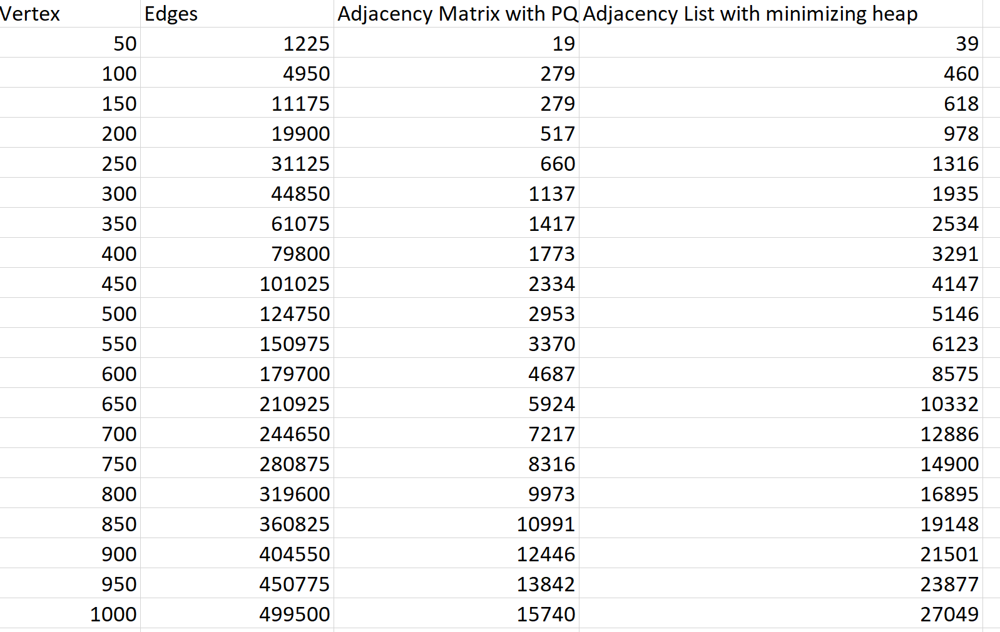 Vertex Edges Adjacency Matrix with PQ Adjacency List with minimizing heap
50 1225 19 39
100 4950 279 460
150 11175 279 618
200 19900 517 978
250 31125 660 1316
300 44850 1137 1935
350 61075 1417 2534
400 79800 1773 3291
450 101025 2334 4147
500 124750 2953 5146
550 150975 3370 6123
600 179700 4687 8575
650 210925 5924 10332
700 244650 7217 12886
750 280875 8316 14900
800 319600 9973 16895
850 360825 10991 19148
900 404550 12446 21501
950 450775 13842 23877
1000 499500 15740 27049